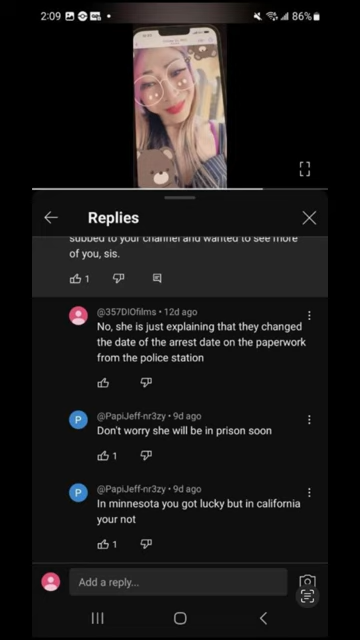 2:09
86%
Replies
subbed to your channel and wanted to see more
of you, sis.
1
@357DIOfilms • 12d ago
No, she is just explaining that they changed
the date of the arrest date on the paperwork
from the police station
@PapiJeff-nr3zy • 9d ago
P
Don't worry she will be in prison soon
1
@PapiJeff-nr3zy • 9d ago
P
In minnesota you got lucky but in california
your not
1
Add a reply...